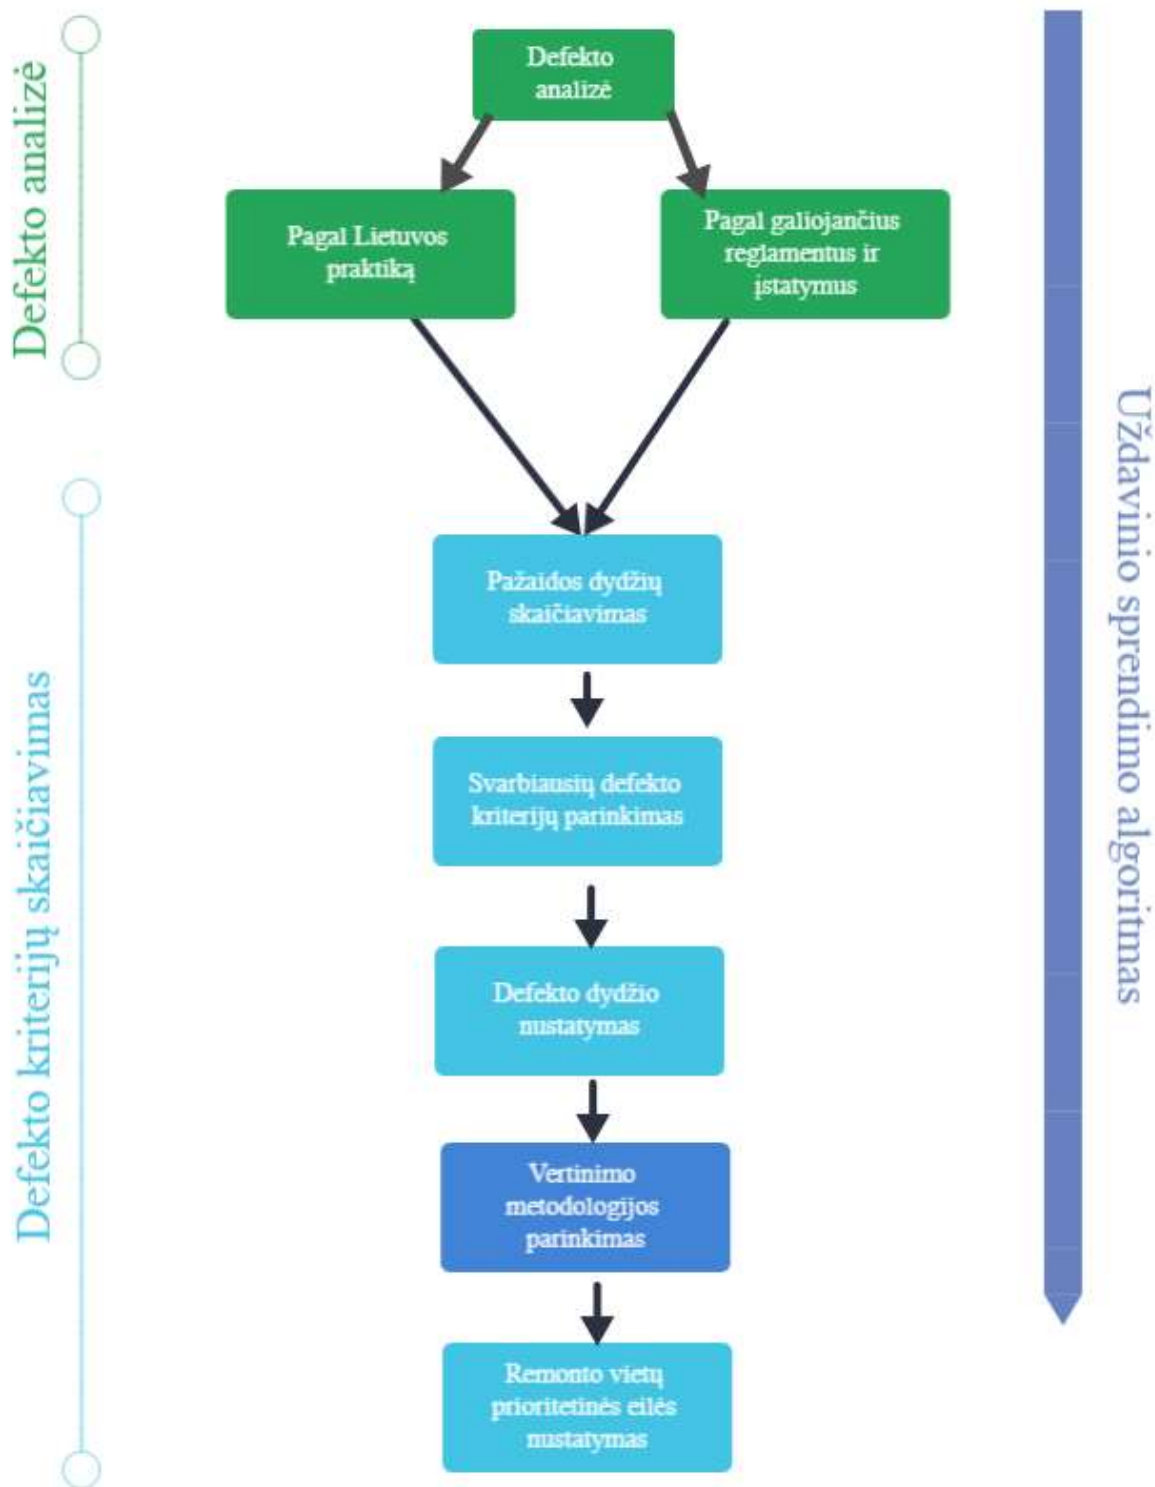 Defekto analizė
Defekto
analizė
Pagal Lietuvos
praktiką
Pagal galiojančius
reglamentus ir
įstatymus
Defekto kriterijų skaičiavimas
Pažaidos dydžių
skaičiavimas
Svarbiausių defekto
kriterijų parinkimas
Defekto dydžio
nustatymas
Vertinimo
metodologijos
parinkimas
Remonto vietų
prioritetinės eilės
nustatymas
Uždavinio sprendimo algoritmas